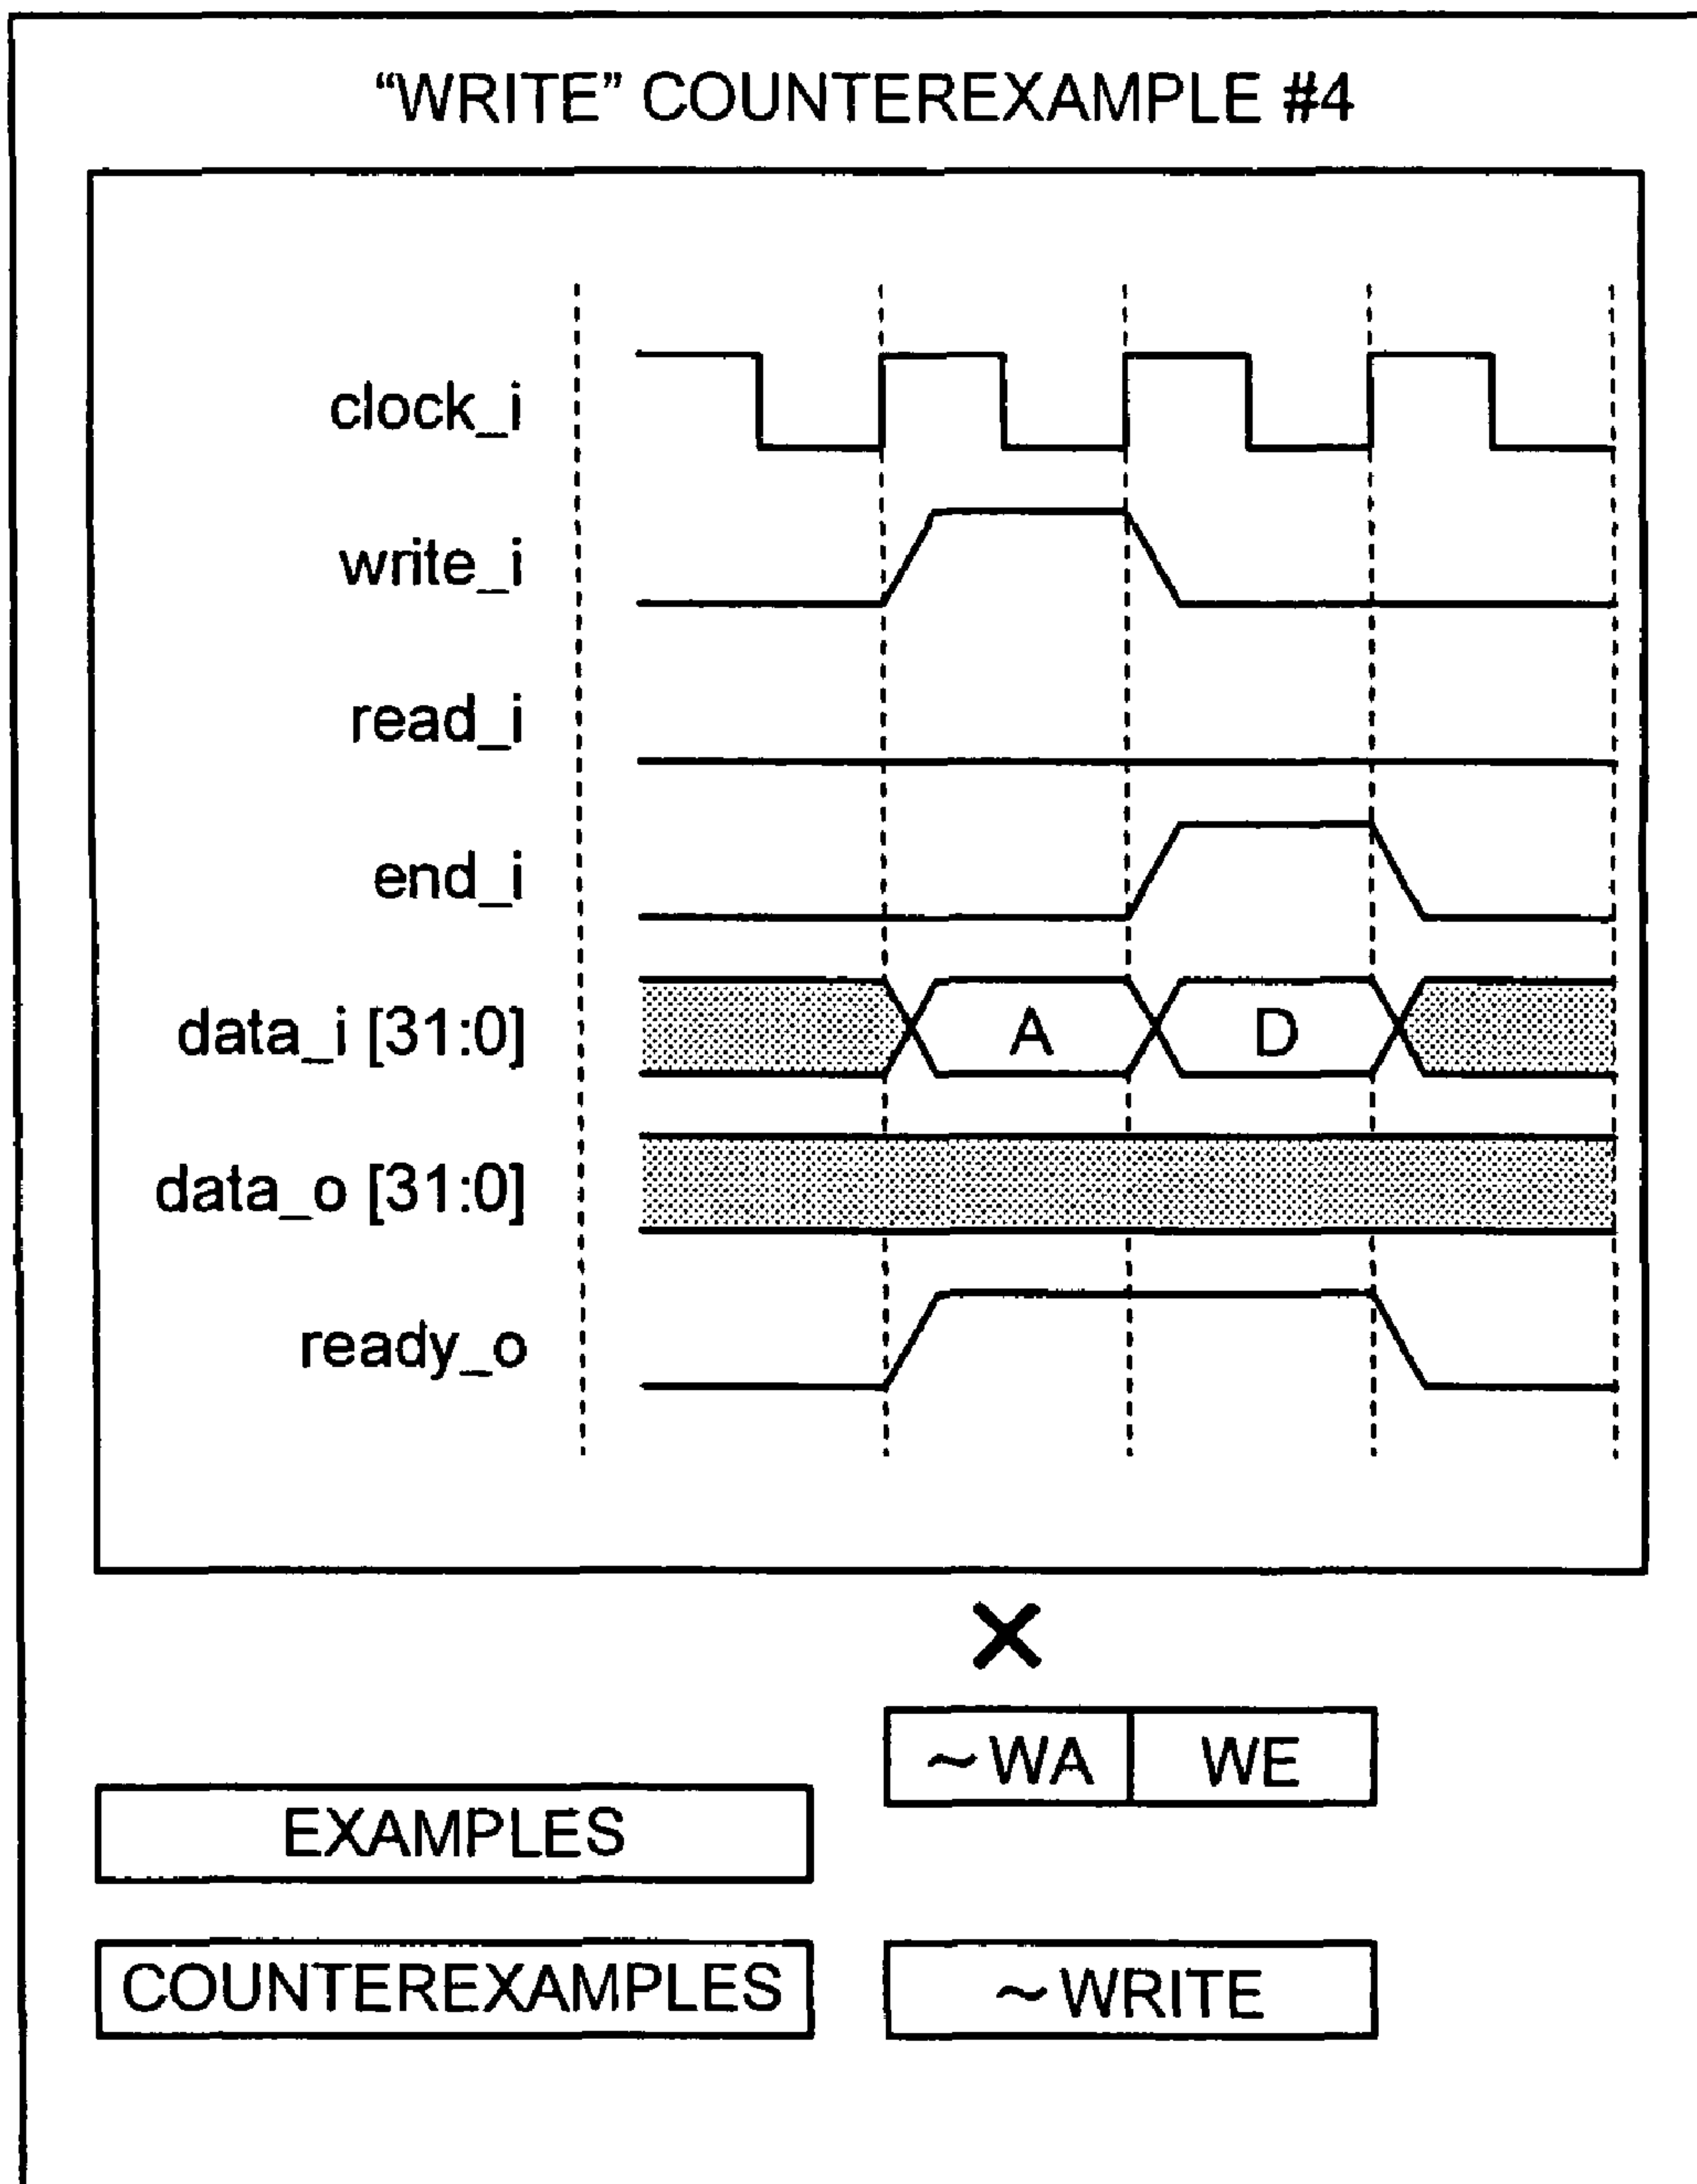 “WRITE” COUNTEREXAMPLE #4
clock_i
write_i
read_i
end_i
data_i [31:0] A D
data_o [31:0]
ready_o
~WA WE
EXAMPLES
COUNTEREXAMPLES ~WRITE